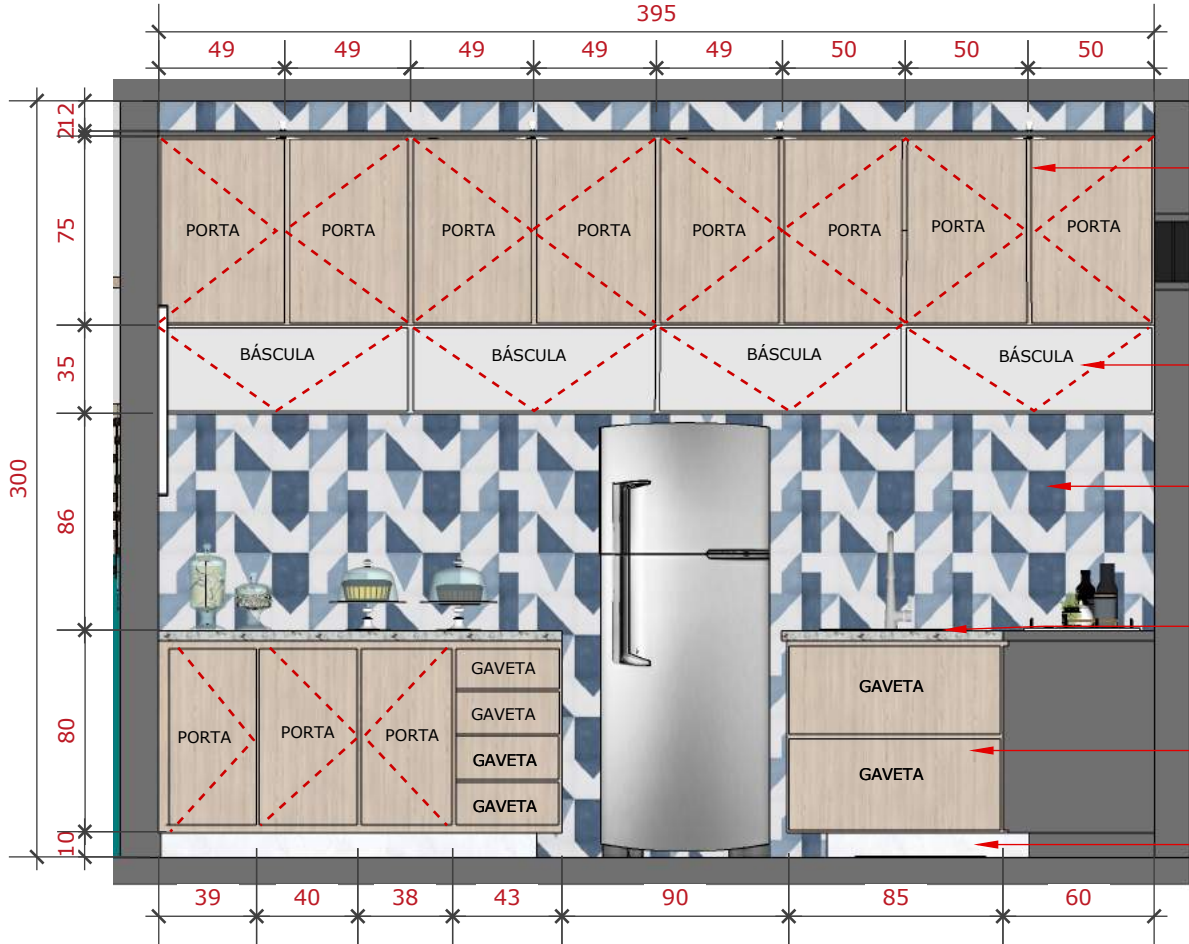 395
49 49 49 49 49 50 50 50
212
75
35
86
80
10
300
PORTA PORTA PORTA PORTA PORTA PORTA PORTA PORTA
BÁSCULA BÁSCULA BÁSCULA BÁSCULA
PORTA PORTA PORTA
GAVETA
GAVETA
GAVETA
GAVETA
GAVETA
GAVETA
39 40 38 43 90 85 60